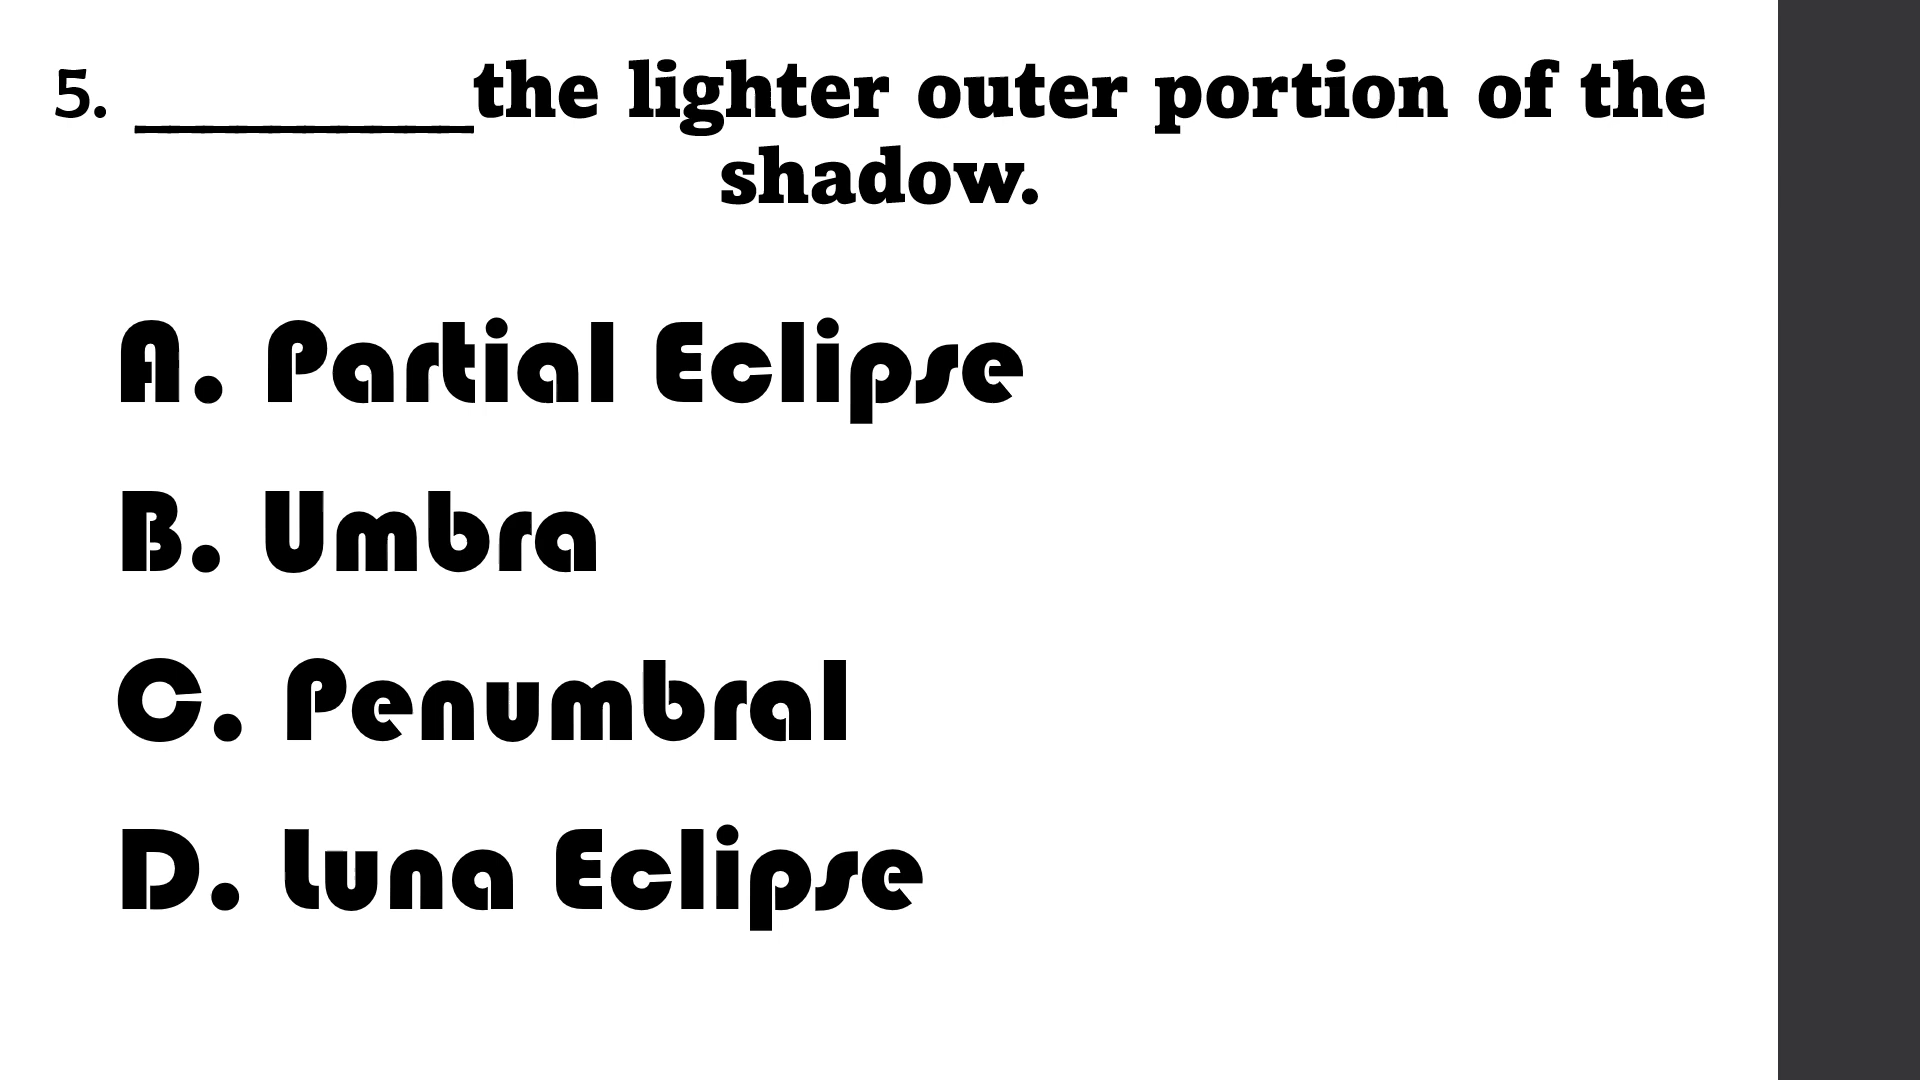 5. __________the lighter outer portion of the
shadow.
A. Partial Eclipse
B. Umbra
C. Penumbral
D. Luna Eclipse